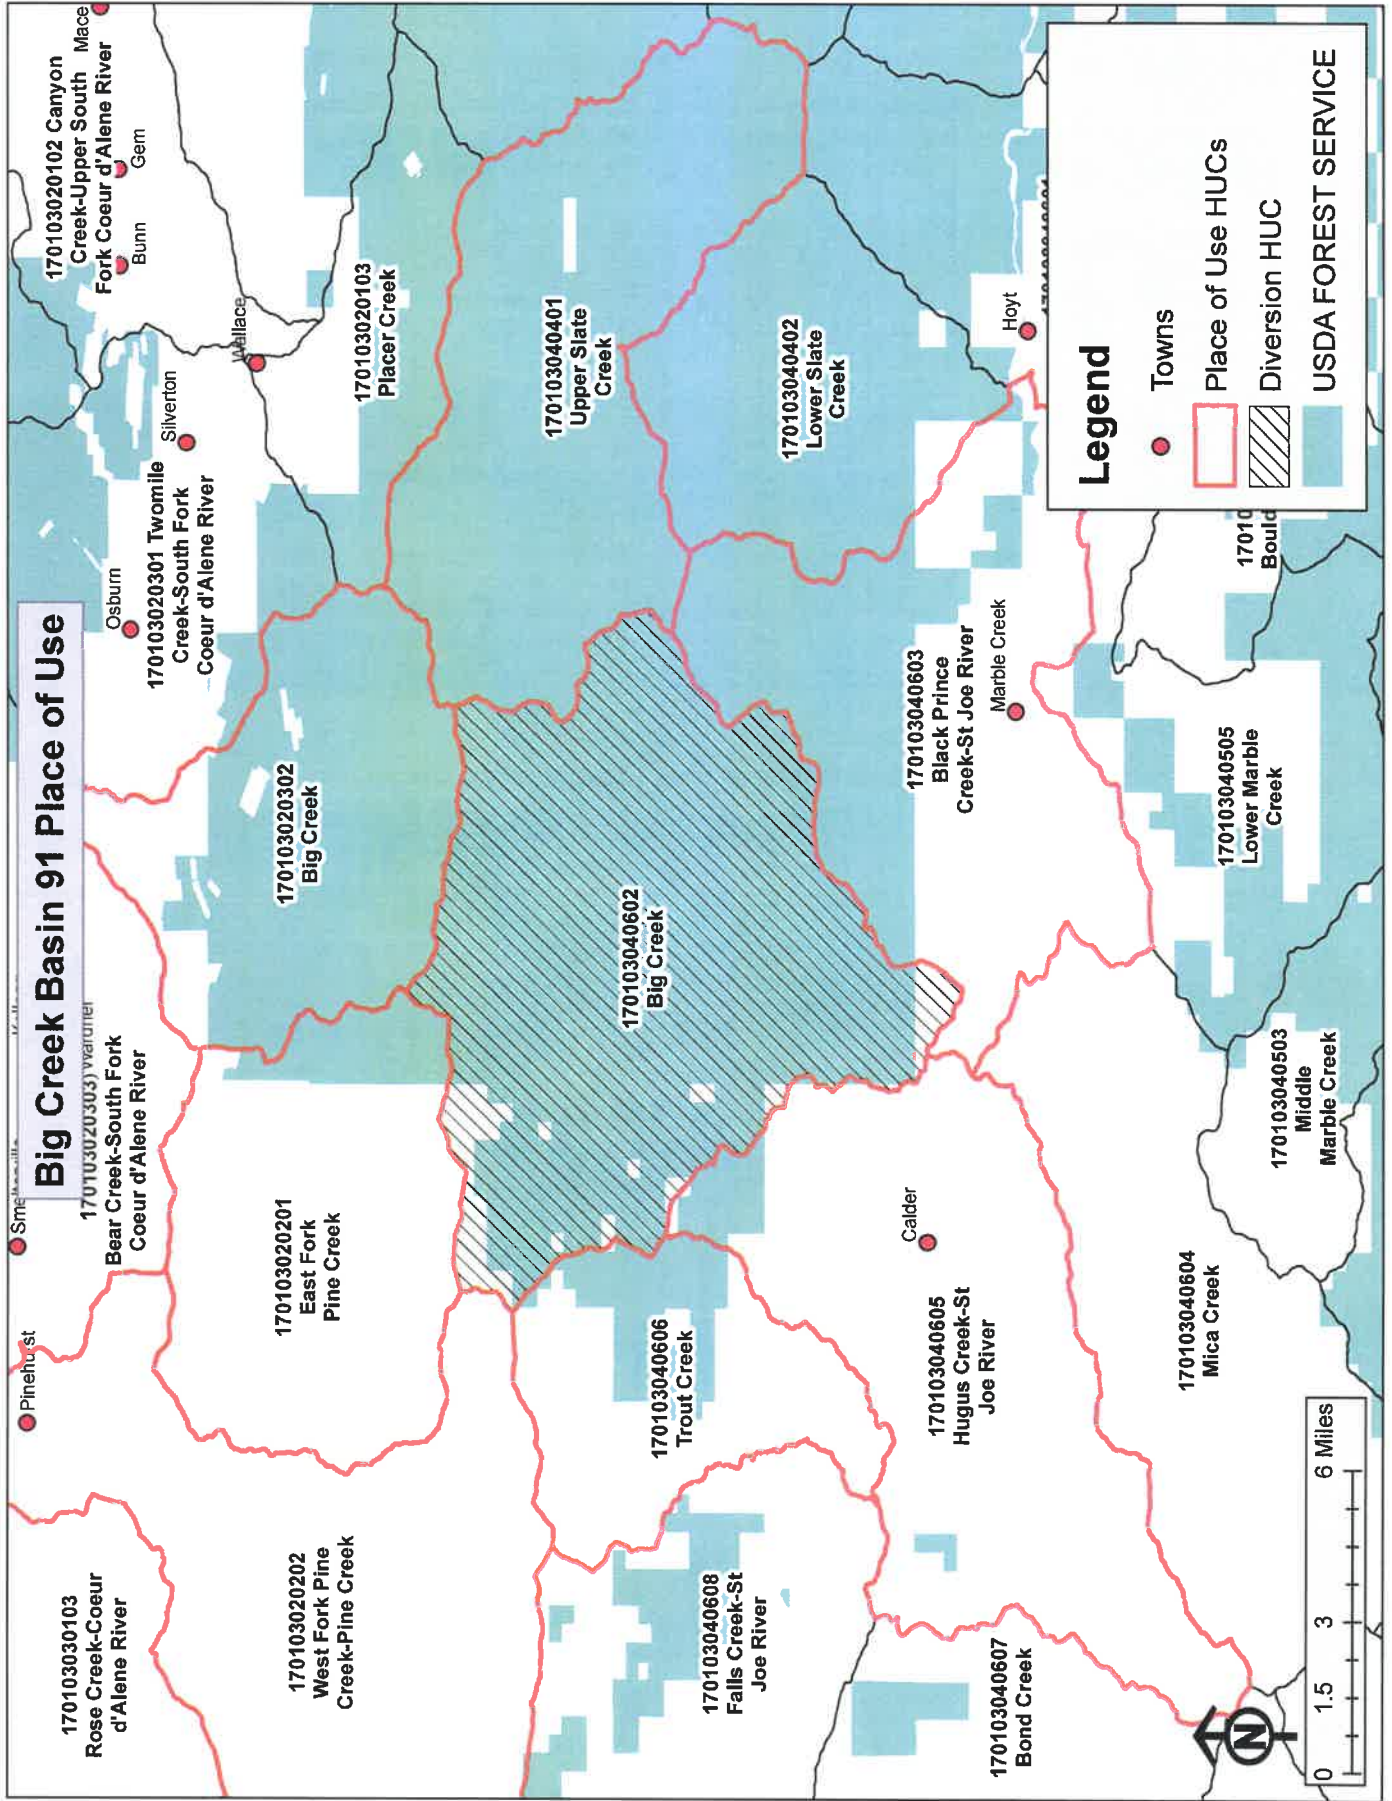 Big Creek Basin 91 Place of Use
Pinehurst
170103020303
Bear Creek-South Fork
Coeur d'Alene River
Osburn
170103020301 Twomile
Creek-South Fork
Coeur d'Alene River
Silverton
Wallace
170103020102 Canyon
Creek-Upper South
Fork Coeur d'Alene River
Mace
Bunn
Gem
170103030103
Rose Creek-Coeur
d'Alene River
170103020202
West Fork Pine
Creek-Pine Creek
170103020201
East Fork
Pine Creek
170103020302
Big Creek
170103020103
Placer Creek
170103040401
Upper Slate
Creek
170103040602
Big Creek
170103040606
Trout Creek
170103040608
Falls Creek-St
Joe River
170103040402
Lower Slate
Creek
170103040603
Black Prince
Creek-St Joe River
Marble Creek
Hoyt
Calder
170103040605
Hugus Creek-St
Joe River
170103040607
Bond Creek
170103040604
Mica Creek
170103040505
Lower Marble
Creek
170103040503
Middle
Marble Creek
17010
Bould
Legend
Towns
Place of Use HUCs
Diversion HUC
USDA FOREST SERVICE
N
0 1.5 3 6 Miles